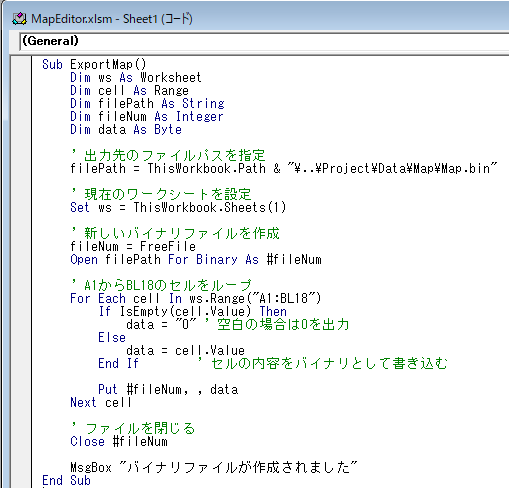 MapEditor.xlsm - Sheet1 (コード)
(General)
Sub ExportMap()
Dim ws As Worksheet
Dim cell As Range
Dim filePath As String
Dim fileNum As Integer
Dim data As Byte
' 出力先のファイルパスを指定
filePath = ThisWorkbook.Path & "¥..¥Project¥Data¥Map¥Map.bin"
' 現在のワークシートを設定
Set ws = ThisWorkbook.Sheets(1)
' 新しいバイナリファイルを作成
fileNum = FreeFile
Open filePath For Binary As #fileNum
' A1からBL18のセルをループ
For Each cell In ws.Range("A1:BL18")
If IsEmpty(cell.Value) Then
data = "0" ' 空白の場合は0を出力
Else
data = cell.Value
End If ' セルの内容をバイナリとして書き込む
Put #fileNum, , data
Next cell
' ファイルを閉じる
Close #fileNum
MsgBox "バイナリファイルが作成されました"
End Sub